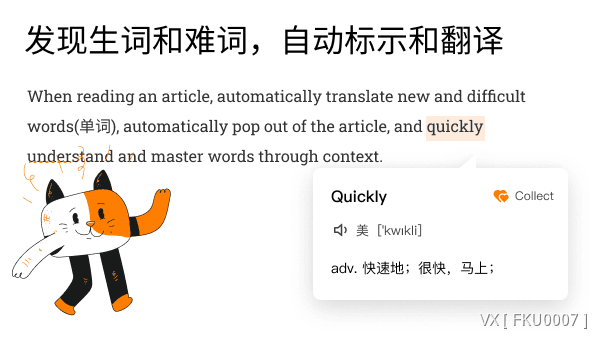 发现生词和难词，自动标示和翻译
When reading an article, automatically translate new and difficult
words(单词), automatically pop out of the article, and quickly
understand and master words through context.
Quickly
Collect
美 ['kwɪkli]
adv. 快速地；很快，马上；
VX [ FKU0007 ]